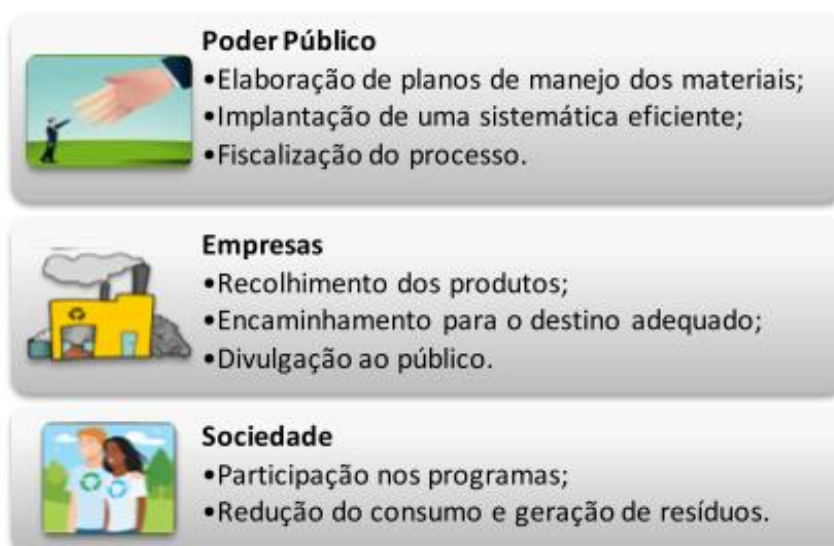 Poder Público
•Elaboração de planos de manejo dos materiais;
•Implantação de uma sistemática eficiente;
•Fiscalização do processo.
Empresas
•Recolhimento dos produtos;
•Encaminhamento para o destino adequado;
•Divulgação ao público.
Sociedade
•Participação nos programas;
•Redução do consumo e geração de resíduos.